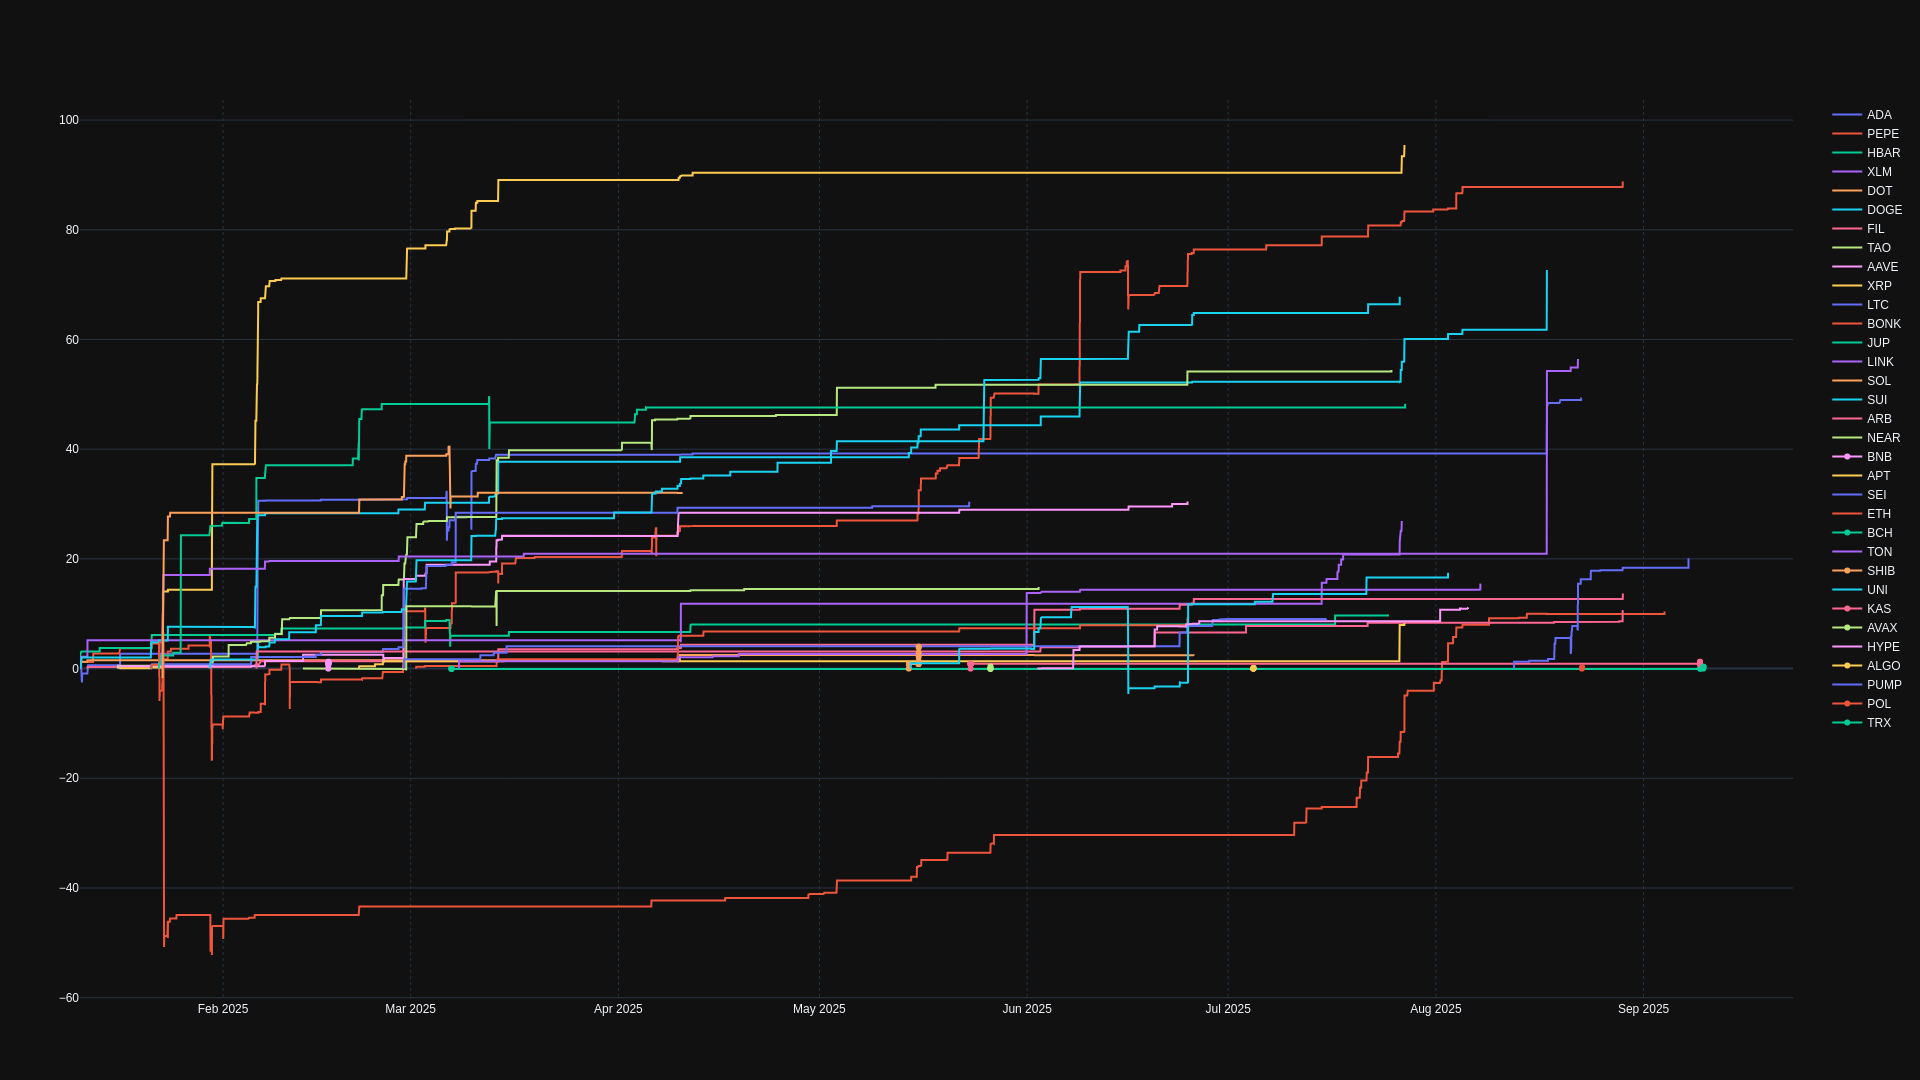 100
80
60
40
20
0
−20
−40
−60
Feb 2025
Mar 2025
Apr 2025
May 2025
Jun 2025
Jul 2025
Aug 2025
Sep 2025
ADA
PEPE
HBAR
XLM
DOT
DOGE
FIL
TAO
AAVE
XRP
LTC
BONK
JUP
LINK
SOL
SUI
ARB
NEAR
BNB
APT
SEI
ETH
BCH
TON
SHIB
UNI
KAS
AVAX
HYPE
ALGO
PUMP
POL
TRX